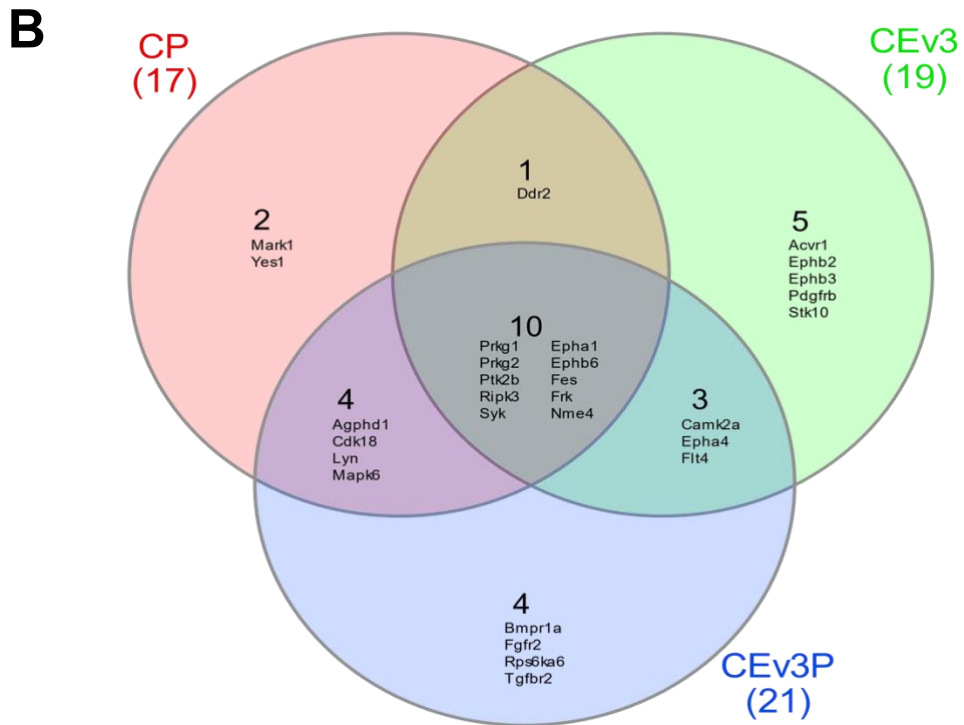 B
CP
(17)
CEv3
(19)
1
Ddr2
2
Mark1
Yes1
5
Acvr1
Ephb2
Ephb3
Pdgfrb
Stk10
10
Prkg1 Epha1
Prkg2 Ephb6
Ptk2b Fes
Ripk3 Frk
Syk Nme4
4
Agphd1
Cdk18
Lyn
Mapk6
3
Camk2a
Epha4
Flt4
4
Bmpr1a
Fgfr2
Rps6ka6
Tgfbr2
CEv3P
(21)